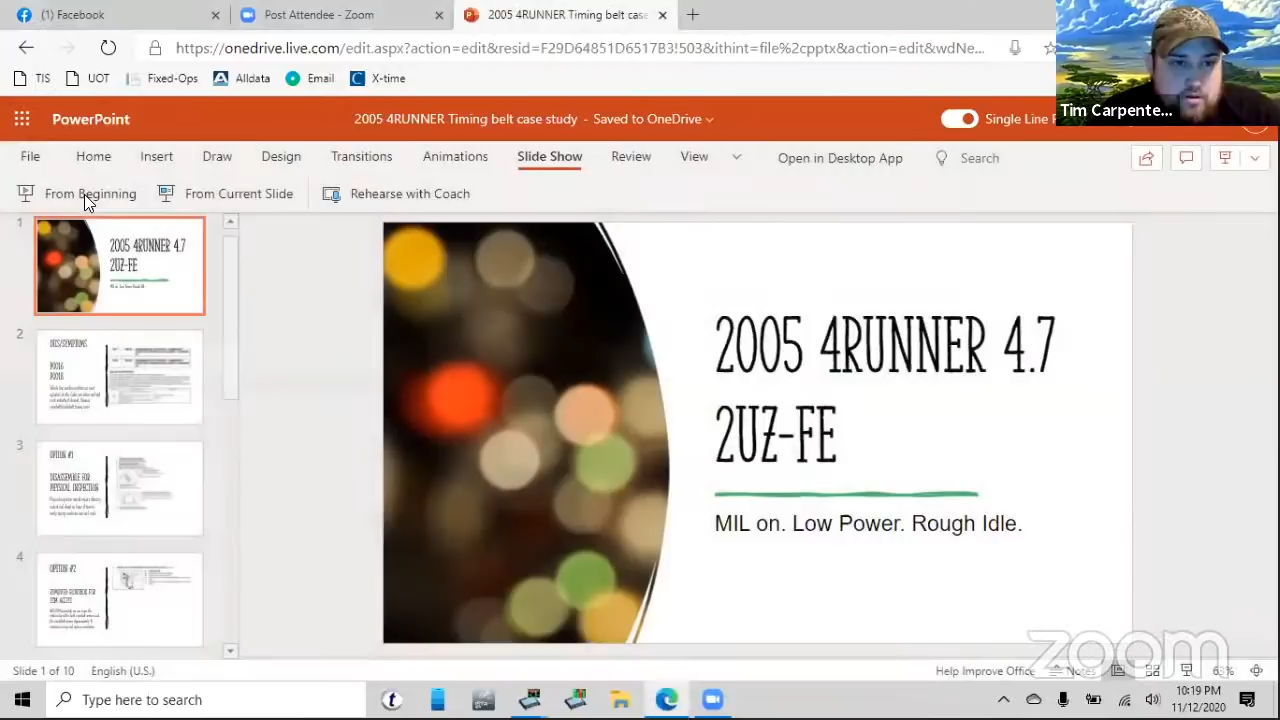 Facebook
Post Attendee - Zoom
2005 4RUNNER Timing belt case
https://onedrive.live.com/edit.aspx?action=edit&resid=F29D64851D6517B3!503&ithint=file%2cpptx&action=edit&wdNe...
TIS UOT Fixed-Ops Alldata Email X-time
Tim Carpente...
PowerPoint
2005 4RUNNER Timing belt case study - Saved to OneDrive
Single Line
File Home Insert Draw Design Transitions Animations Slide Show Review View Open in Desktop App Search
From Beginning From Current Slide Rehearse with Coach
1
2005 4RUNNER 4.7
2UZ-FE
2
DTCS/SYMPTOMS
3
OPTION #1
DISASSEMBLE FOR
PHYSICAL INSPECTION
4
OPTION #2
2005 4RUNNER 4.7
2UZ-FE
MIL on. Low Power. Rough Idle.
zoom
Slide 1 of 10 English (U.S.)
Help Improve Office Notes 63%
Type here to search
10:19 PM
11/12/2020